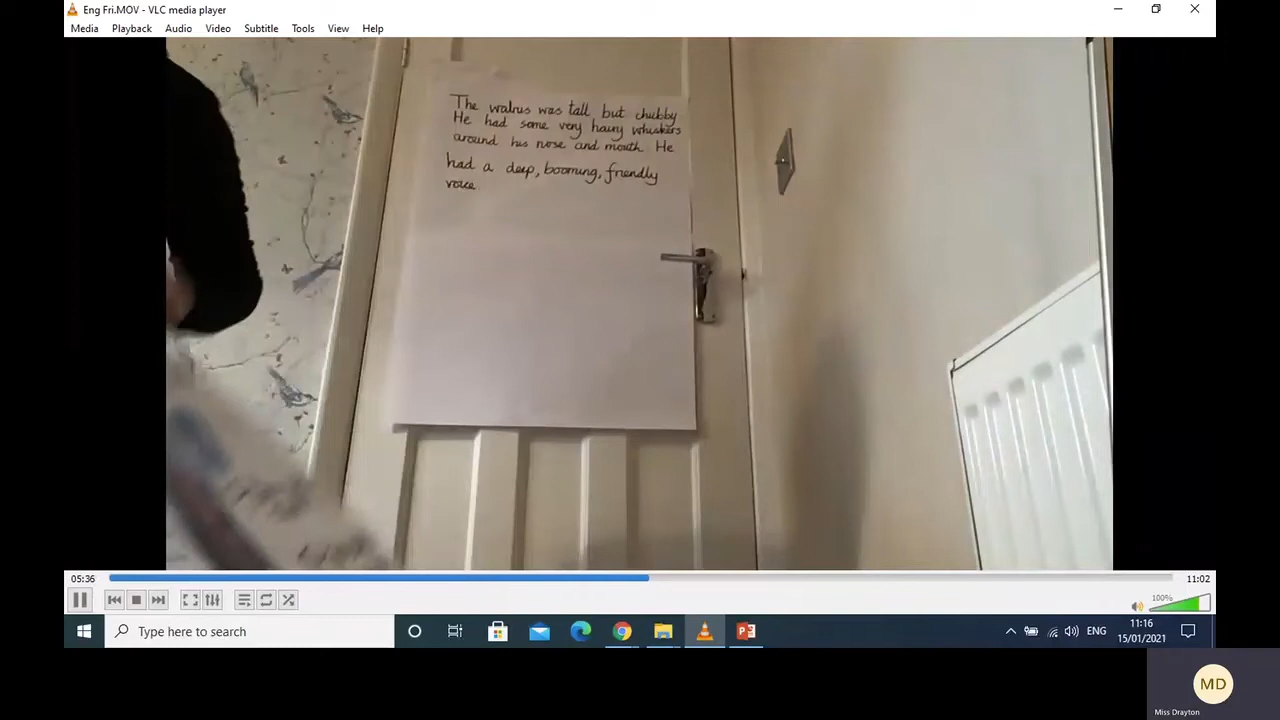 Eng Fri.MOV - VLC media player
Media Playback Audio Video Subtitle Tools View Help
The walrus was tall but chubby
He had some very hairy whiskers
around his nose and mouth. He
had a deep, booming, friendly
voice
05:36
11:02
100%
Type here to search
ENG
11:16
15/01/2021
MD
Miss Drayton